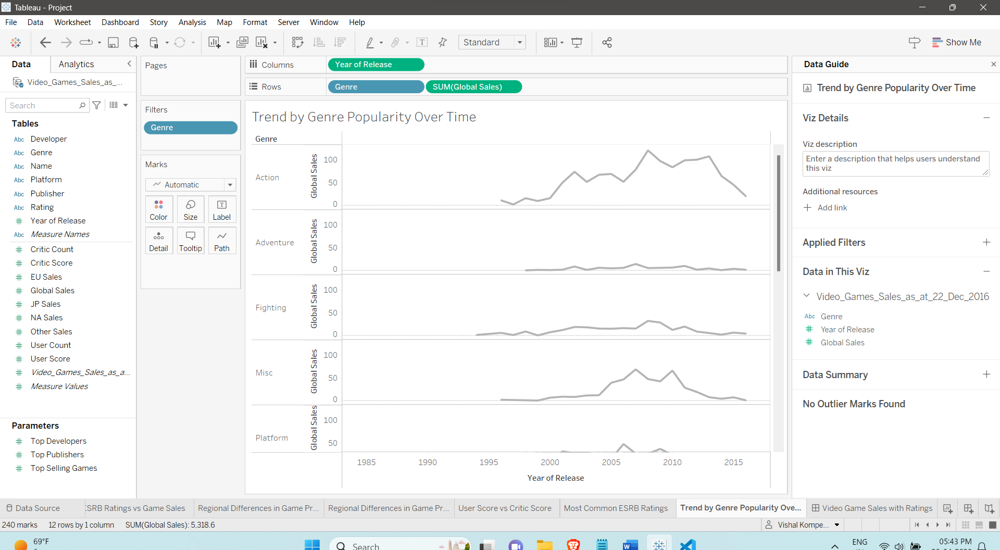 Tableau - Project
File Data Worksheet Dashboard Story Analysis Map Format Server Window Help
Standard
Show Me
Data Analytics
Video_Games_Sales_as_...
Search
Tables
Abc Developer
Abc Genre
Abc Name
Abc Platform
Abc Publisher
Abc Rating
# Year of Release
Abc Measure Names
# Critic Count
# Critic Score
# EU Sales
# Global Sales
# JP Sales
# NA Sales
# Other Sales
# User Count
# User Score
# Video_Games_Sales_as_a...
# Measure Values
Parameters
# Top Developers
# Top Publishers
# Top Selling Games
Pages
Filters
Genre
Marks
Automatic
Color Size Label
Detail Tooltip Path
Columns Year of Release
Rows Genre SUM(Global Sales)
Trend by Genre Popularity Over Time
Genre
Action
Global Sales
100
50
0
Adventure
Global Sales
100
50
0
Fighting
Global Sales
100
50
0
Misc
Global Sales
100
50
0
Platform
Global Sales
100
50
1985 1990 1995 2000 2005 2010 2015
Year of Release
Data Guide
Trend by Genre Popularity Over Time
Viz Details
Viz description
Enter a description that helps users understand
this viz
Additional resources
Add link
Applied Filters
Data in This Viz
Video_Games_Sales_as_at_22_Dec_2016
Abc Genre
# Year of Release
# Global Sales
Data Summary
No Outlier Marks Found
Data Source ESRB Ratings vs Game Sales Regional Differences in Game Pr... Regional Differences in Game Pr... User Score vs Critic Score Most Common ESRB Ratings Trend by Genre Popularity Ove... Video Game Sales with Ratings
240 marks 12 rows by 1 column SUM(Global Sales): 5,318.6 Vishal Kompe...
69°F
Search
ENG
05:43 PM